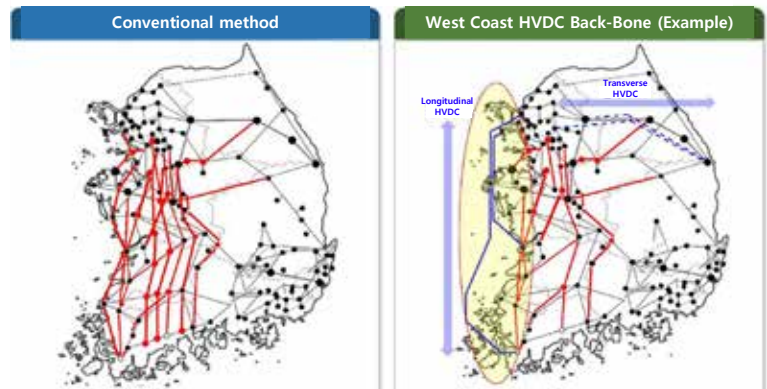 Conventional method
West Coast HVDC Back-Bone (Example)
Transverse
HVDC
Longitudinal
HVDC